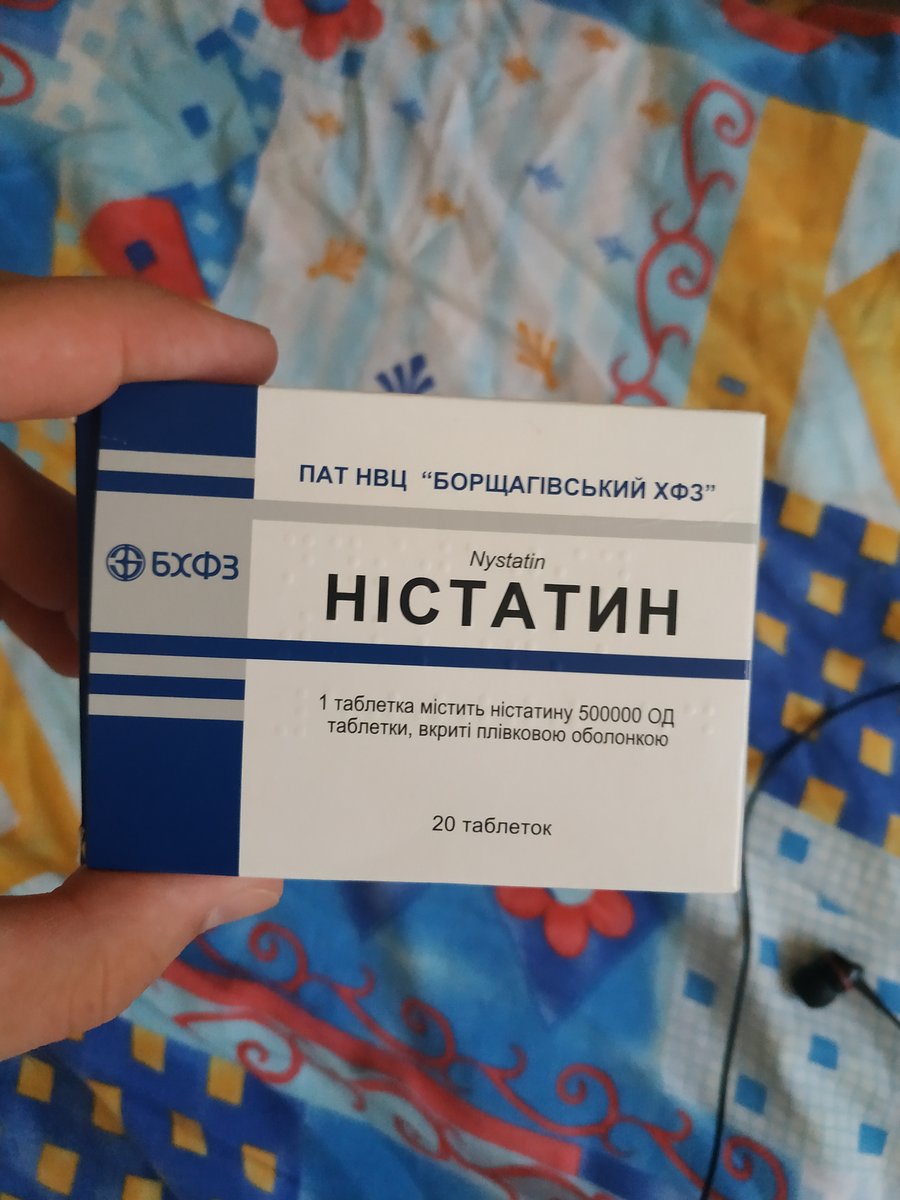 ПАТ НВЦ “БОРЩАГІВСЬКИЙ ХФЗ”
БХФЗ
Nystatin
НІСТАТИН
1 таблетка містить ністатину 500000 ОД
таблетки, вкриті плівковою оболонкою
20 таблеток